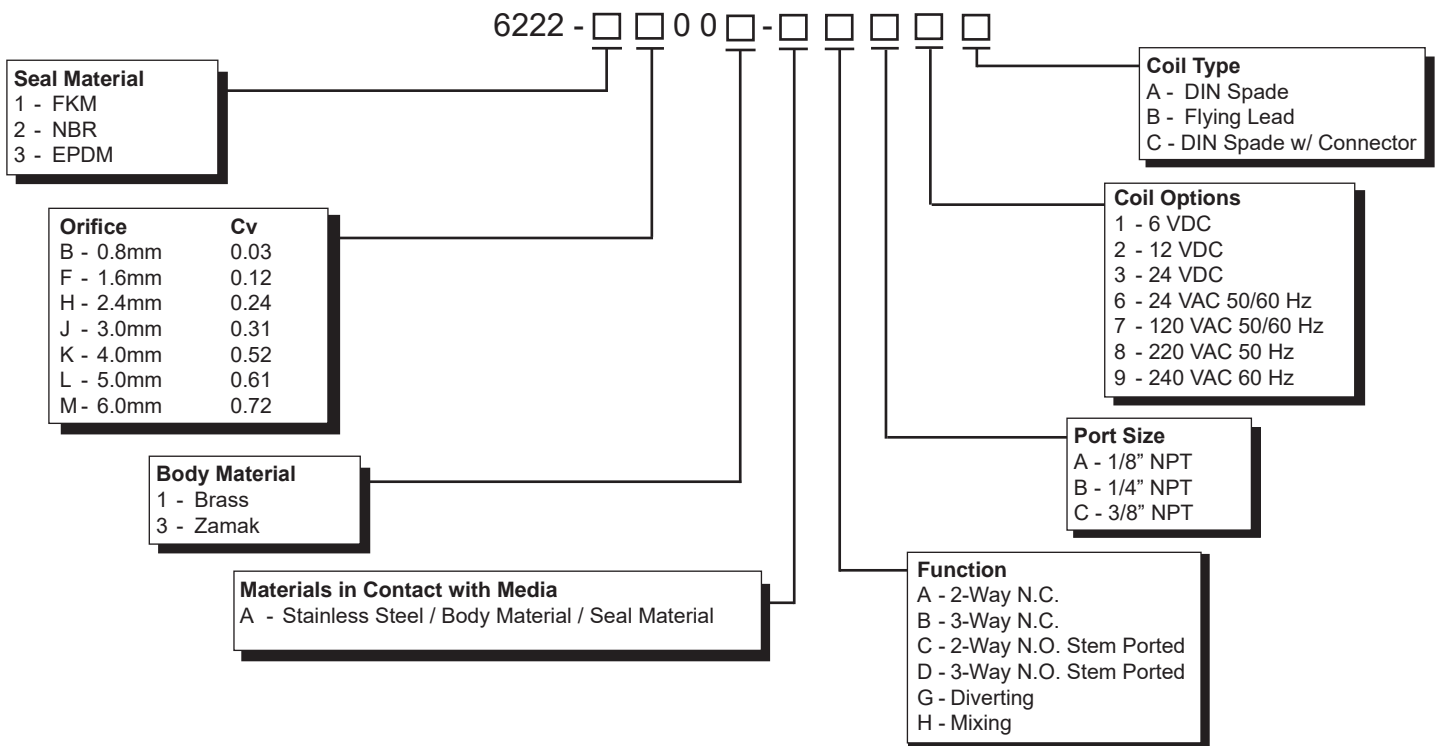 6222 - □ □ 0 0 □ - □ □ □ □ □
Seal Material
1 - FKM
2 - NBR
3 - EPDM
Coil Type
A - DIN Spade
B - Flying Lead
C - DIN Spade w/ Connector
Orifice Cv
B - 0.8mm 0.03
F - 1.6mm 0.12
H - 2.4mm 0.24
J - 3.0mm 0.31
K - 4.0mm 0.52
L - 5.0mm 0.61
M - 6.0mm 0.72
Coil Options
1 - 6 VDC
2 - 12 VDC
3 - 24 VDC
6 - 24 VAC 50/60 Hz
7 - 120 VAC 50/60 Hz
8 - 220 VAC 50 Hz
9 - 240 VAC 60 Hz
Body Material
1 - Brass
3 - Zamak
Port Size
A - 1/8” NPT
B - 1/4” NPT
C - 3/8” NPT
Materials in Contact with Media
A - Stainless Steel / Body Material / Seal Material
Function
A - 2-Way N.C.
B - 3-Way N.C.
C - 2-Way N.O. Stem Ported
D - 3-Way N.O. Stem Ported
G - Diverting
H - Mixing